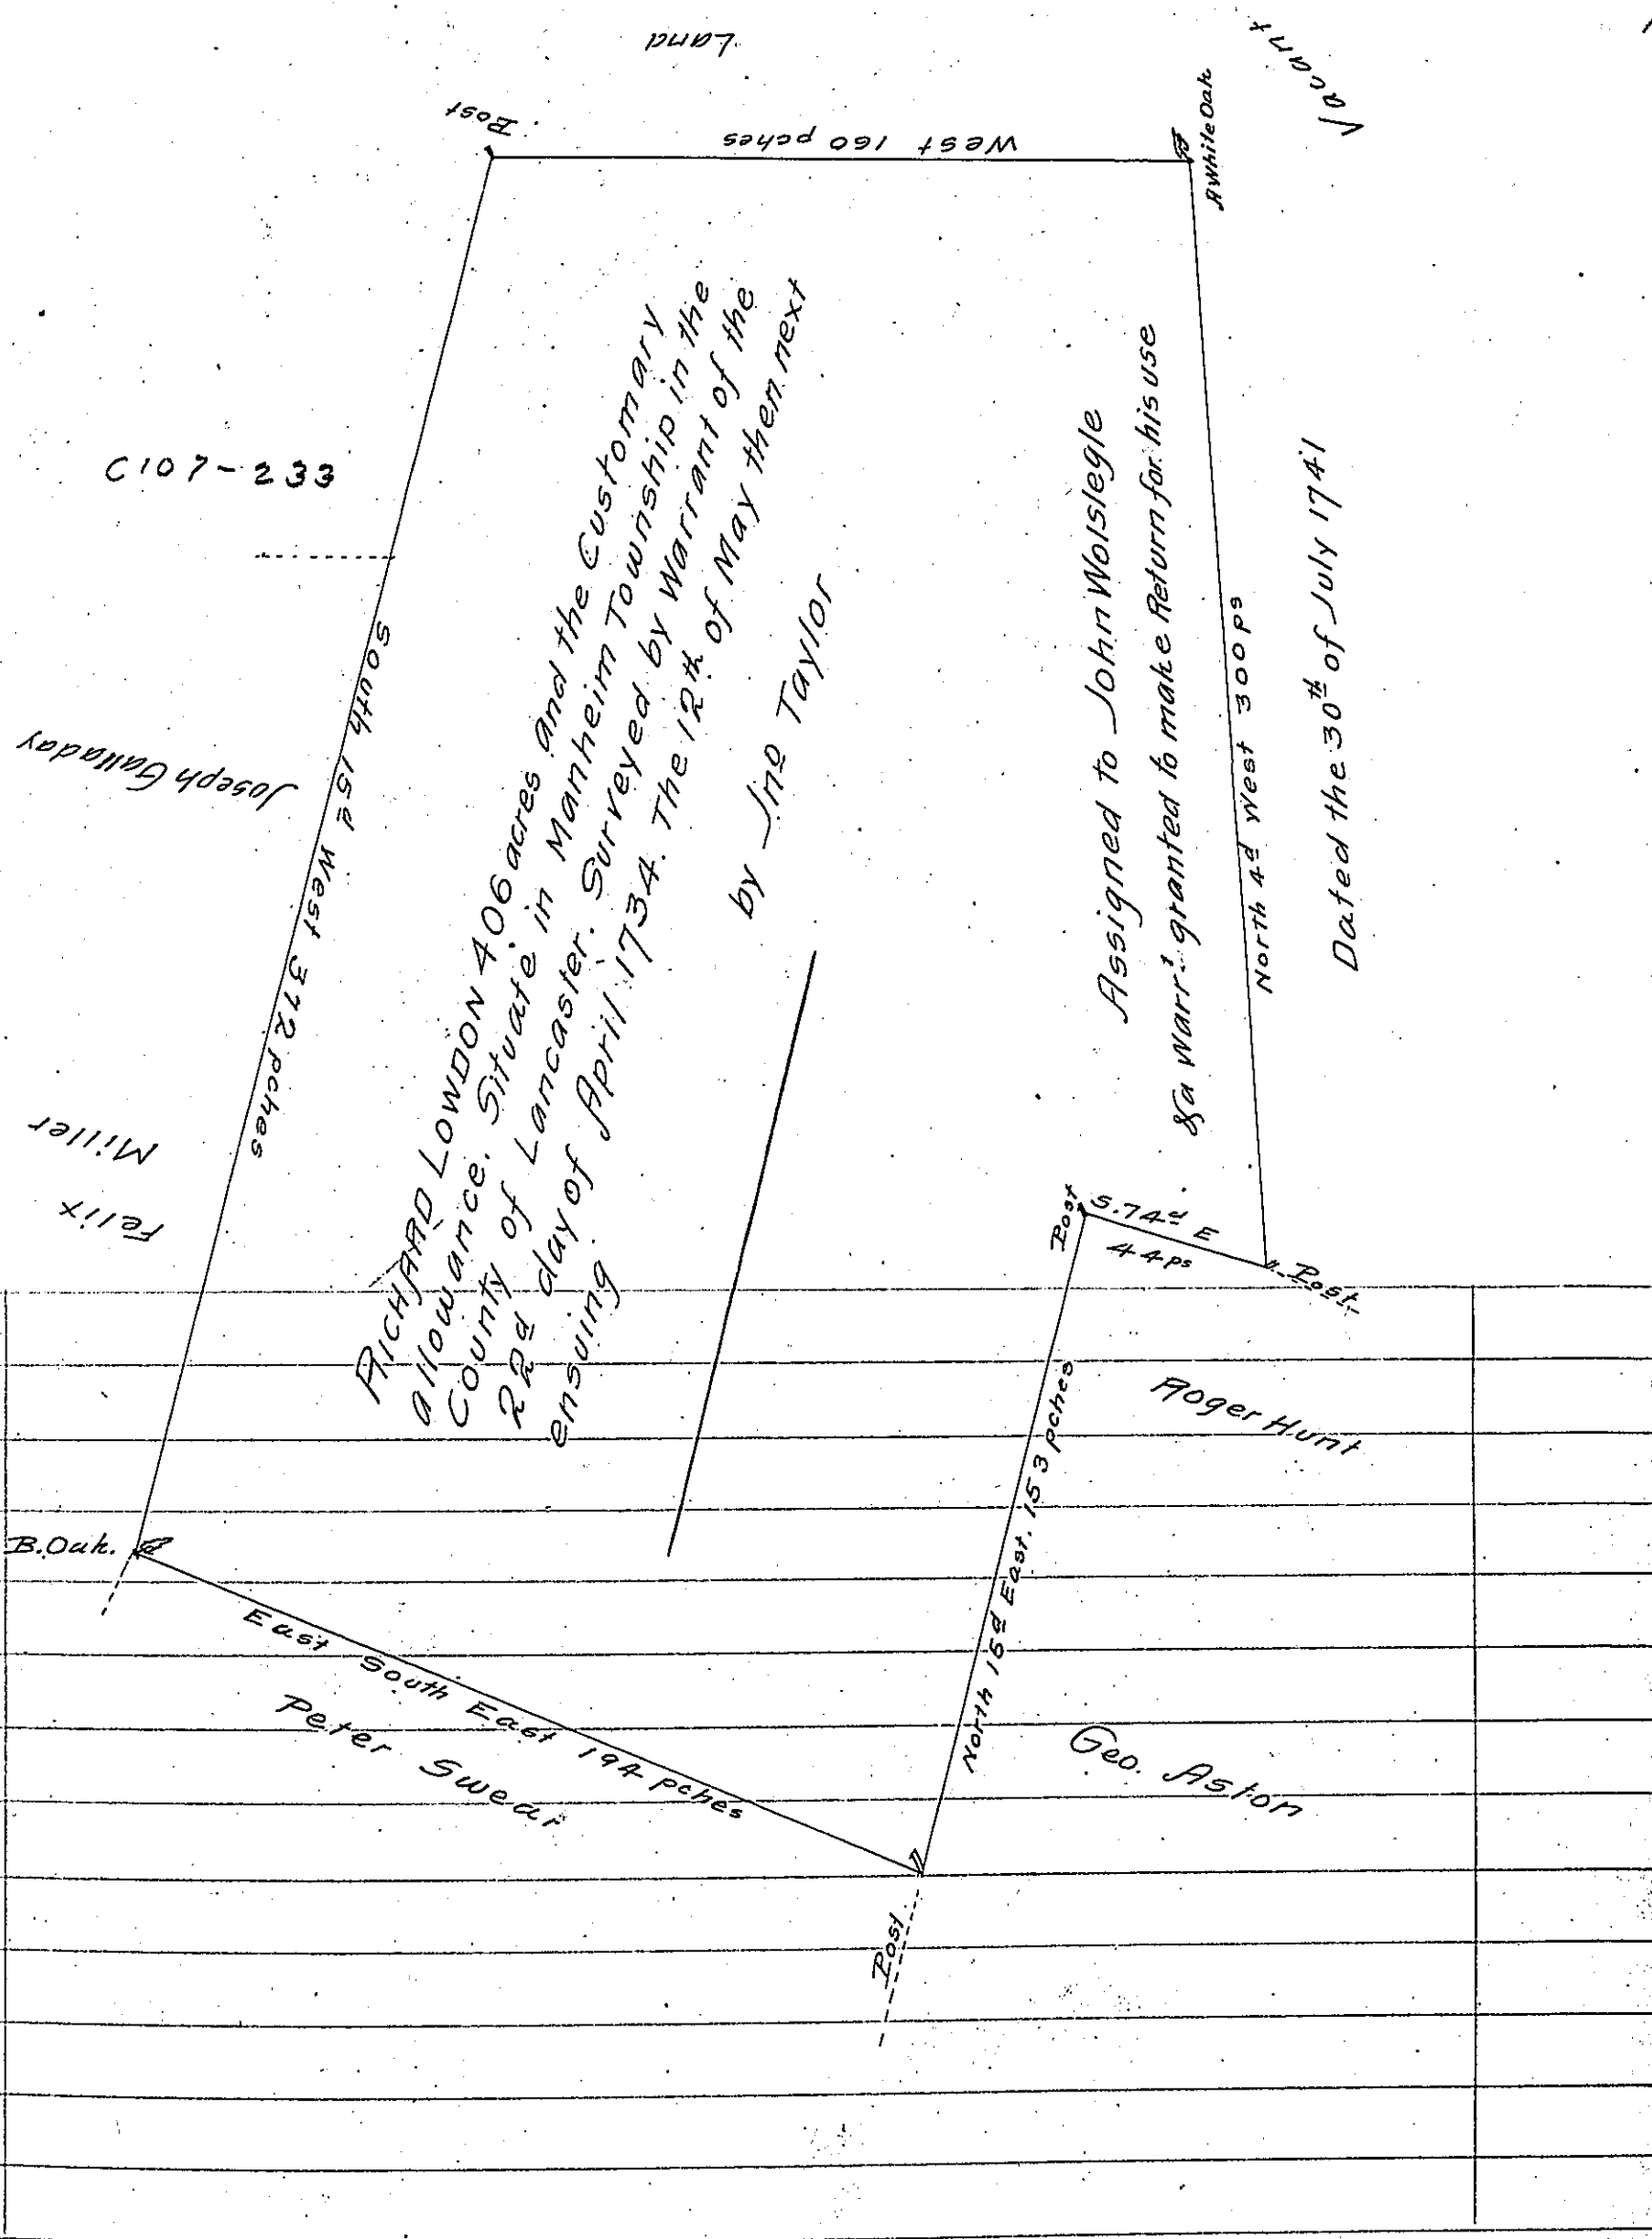 Land
Vacant
Post
West 160 pches
A White Oak
C107-233
South 15d West 372 pches
Joseph Galladay
Felix
Miller
RICHARD LOWDON 406 acres and the Customary
allowance. Situate in Manheim Township in the
County of Lancaster. Surveyed by Warrant of the
22d day of April 1734. The 12th of May then next
ensuing
by Jno Taylor
Assigned to John Wolslegle
& a Warrt. granted to make Return for his use
North 4d West 300 ps
Dated the 30th of July 1741
Post
S.74d E
44 ps
Post
Roger Hunt
North 15d East. 153 pches
B. Oak.
East South East 194 pches
Peter Swear
Geo. Aston
Post